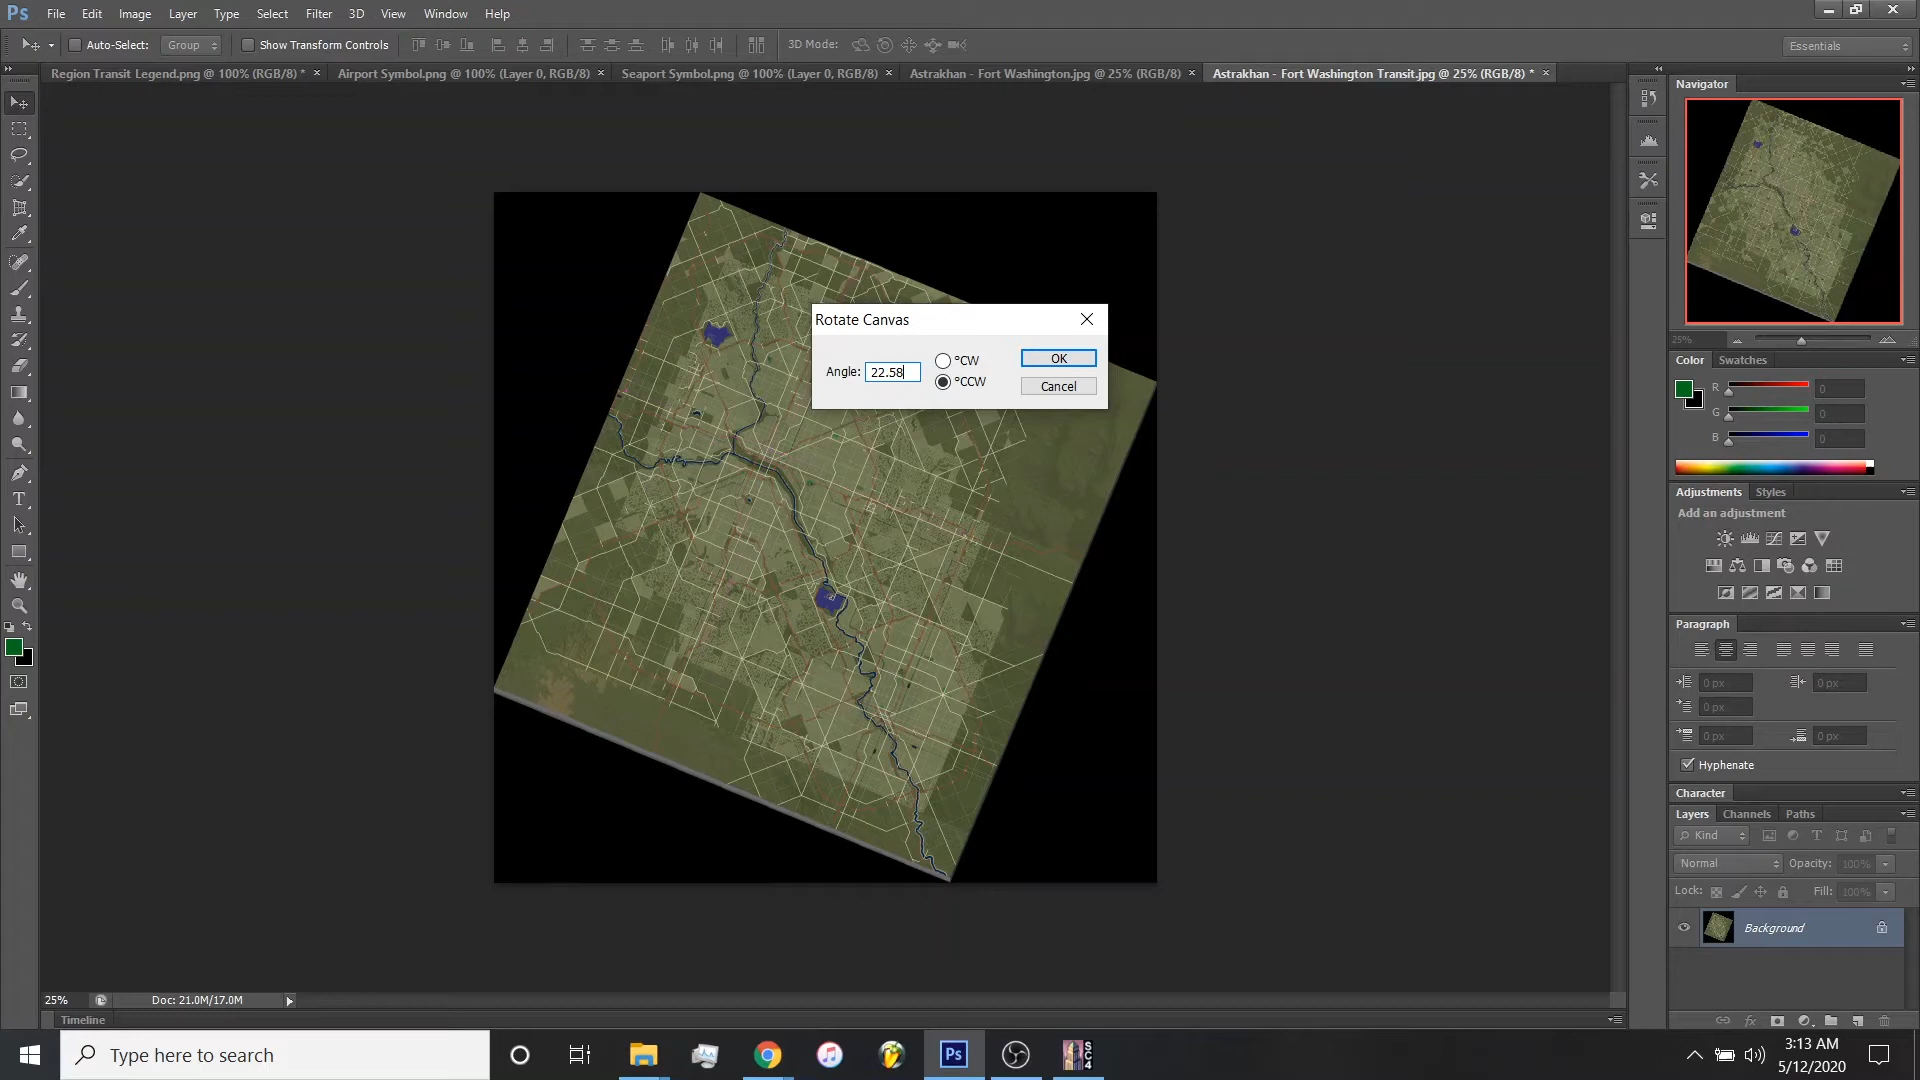 Ps File Edit Image Layer Type Select Filter 3D View Window Help
Auto-Select: Group Show Transform Controls 3D Mode: Essentials
Region Transit Legend.png @ 100% (RGB/8) * × Airport Symbol.png @ 100% (Layer 0, RGB/8) × Seaport Symbol.png @ 100% (Layer 0, RGB/8) × Astrakhan - Fort Washington.jpg @ 25% (RGB/8) × Astrakhan - Fort Washington Transit.jpg @ 25% (RGB/8) * ×
Navigator
Rotate Canvas
Angle: 22.58
°CW
°CCW
OK
Cancel
25%
Color Swatches
R 0
G 0
B 0
Adjustments Styles
Add an adjustment
Paragraph
0 px 0 px
0 px
0 px 0 px
Hyphenate
Character
Layers Channels Paths
Kind
Normal Opacity: 100%
Lock: Fill: 100%
Background
25% Doc: 21.0M/17.0M
Timeline
Type here to search
Ps
SC4
3:13 AM
5/12/2020